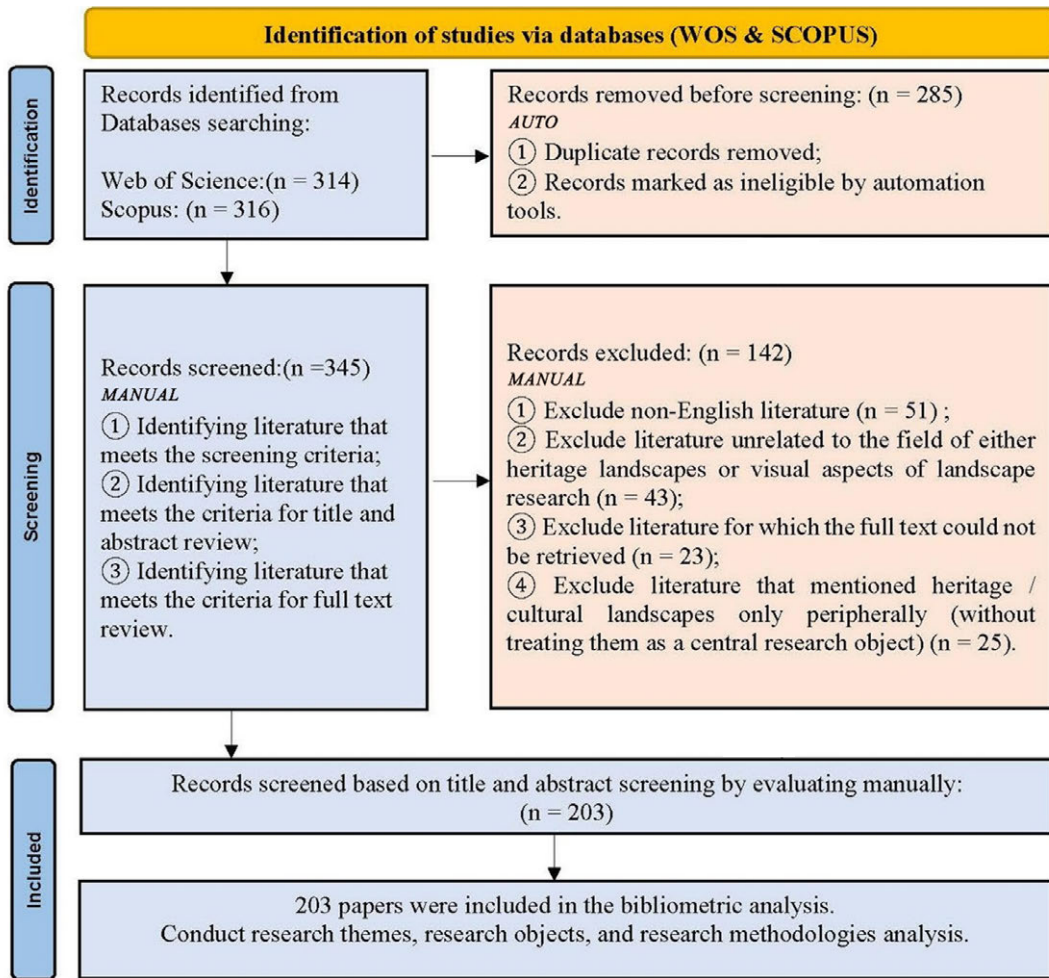 Identification of studies via databases (WOS & SCOPUS)
Identification
Records identified from
Databases searching:
Web of Science:(n = 314)
Scopus: (n = 316)
Records removed before screening: (n = 285)
AUTO
① Duplicate records removed;
② Records marked as ineligible by automation
tools.
Screening
Records screened:(n =345)
MANUAL
① Identifying literature that
meets the screening criteria;
② Identifying literature that
meets the criteria for title and
abstract review;
③ Identifying literature that
meets the criteria for full text
review.
Records excluded: (n = 142)
MANUAL
① Exclude non-English literature (n = 51) ;
② Exclude literature unrelated to the field of either
heritage landscapes or visual aspects of landscape
research (n = 43);
③ Exclude literature for which the full text could not
be retrieved (n = 23);
④ Exclude literature that mentioned heritage /
cultural landscapes only peripherally (without
treating them as a central research object) (n = 25).
Included
Records screened based on title and abstract screening by evaluating manually:
(n = 203)
203 papers were included in the bibliometric analysis.
Conduct research themes, research objects, and research methodologies analysis.